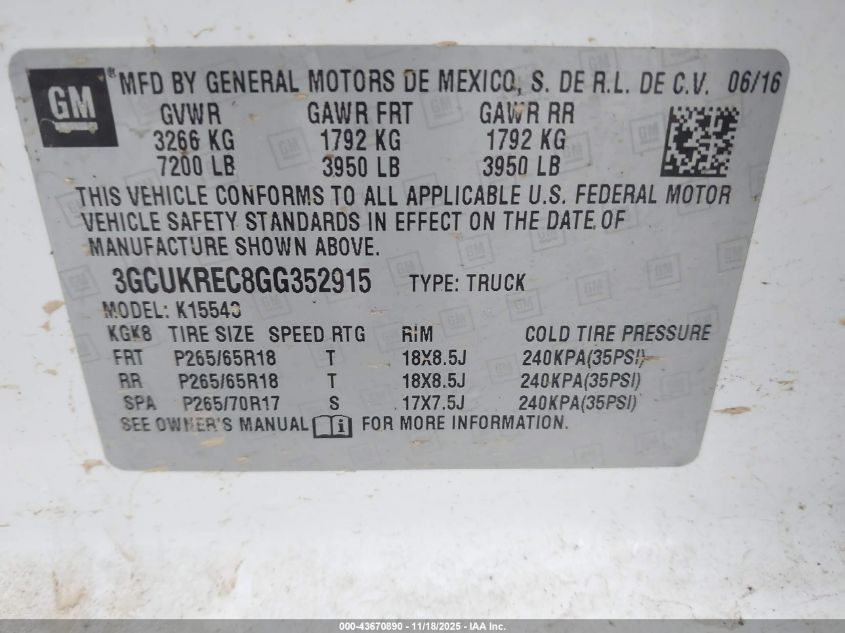 GM ® MFD BY GENERAL MOTORS DE MEXICO, S. DE R.L. DE C.V. 06/16
GVWR GAWR FRT GAWR RR
3266 KG 1792 KG 1792 KG
7200 LB 3950 LB 3950 LB
THIS VEHICLE CONFORMS TO ALL APPLICABLE U.S. FEDERAL MOTOR
VEHICLE SAFETY STANDARDS IN EFFECT ON THE DATE OF
MANUFACTURE SHOWN ABOVE.
3GCUKREC8GG352915 TYPE: TRUCK
MODEL: K15543
KGK8 TIRE SIZE SPEED RTG RIM COLD TIRE PRESSURE
FRT P265/65R18 T 18X8.5J 240KPA(35PSI)
RR P265/65R18 T 18X8.5J 240KPA(35PSI)
SPA P265/70R17 S 17X7.5J 240KPA(35PSI)
SEE OWNER'S MANUAL i FOR MORE INFORMATION.
000-43670890 - 11/18/2025 - IAA Inc.